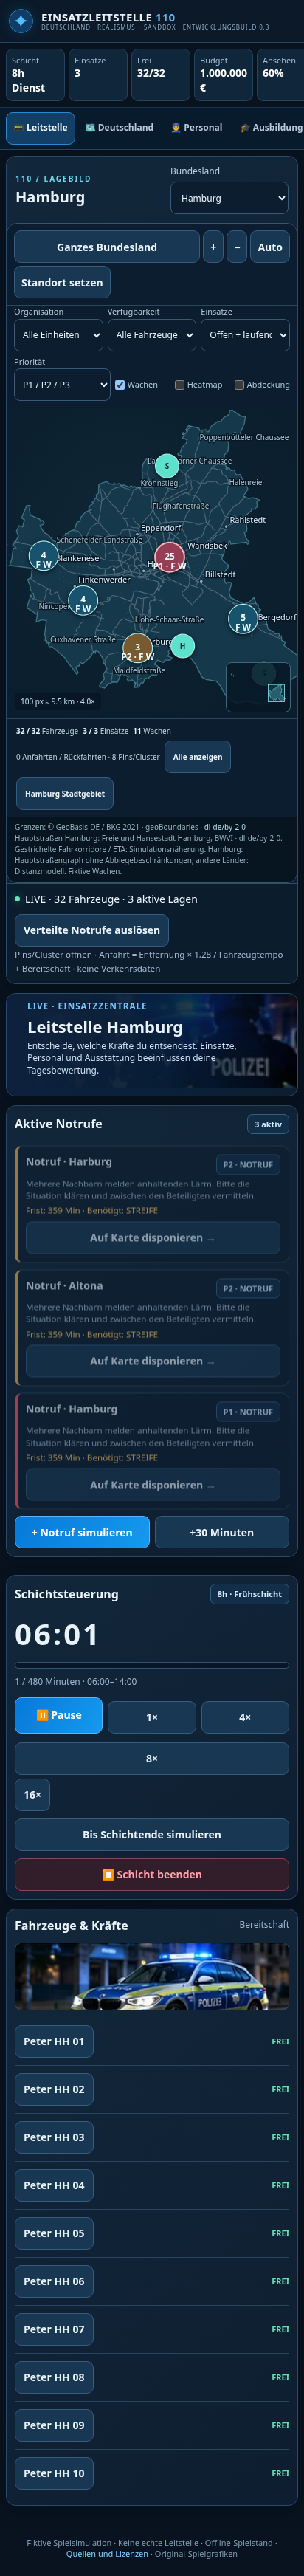 EINSATZLEITSTELLE 110
DEUTSCHLAND · REALISMUS + SANDBOX · ENTWICKLUNGSBUILD 0.3
Schicht
8h
Dienst
Einsätze
3
Frei
32/32
Budget
1.000.000
€
Ansehen
60%
Leitstelle
Deutschland
Personal
Ausbildung
110 / LAGEBILD
Hamburg
Bundesland
Hamburg
Ganzes Bundesland
+
−
Auto
Standort setzen
Organisation
Verfügbarkeit
Einsätze
Alle Einheiten
Alle Fahrzeuge
Offen + laufend
Priorität
P1 / P2 / P3
Wachen
Heatmap
Abdeckung
Poppenbütteler Chaussee
S
Krohnstieg
Halenreie
Flughafenstraße
Rahlstedt
Eppendorf
Schenefelder Landstraße
Wandsbek
4
F W
25
P1 · F W
Billstedt
Finkenwerder
4
F W
5
F W
Bergedorf
Hohe-Schaar-Straße
Cuxhavener Straße
3
P2 · F W
H
Maldfeldstraße
S
100 px ≈ 9.5 km · 4.0×
32 / 32 Fahrzeuge 3 / 3 Einsätze 11 Wachen
0 Anfahrten / Rückfahrten · 8 Pins/Cluster
Alle anzeigen
Hamburg Stadtgebiet
Grenzen: © GeoBasis-DE / BKG 2021 · geoBoundaries · dl-de/by-2-0
Hauptstraßen Hamburg: Freie und Hansestadt Hamburg, BWVI · dl-de/by-2-0.
Gestrichelte Fahrkorridore / ETA: Simulationsnäherung. Hamburg:
Hauptstraßengraph ohne Abbiegebeschränkungen; andere Länder:
Distanzmodell. Fiktive Wachen.
LIVE · 32 Fahrzeuge · 3 aktive Lagen
Verteilte Notrufe auslösen
Pins/Cluster öffnen · Anfahrt = Entfernung × 1,28 / Fahrzeugtempo
+ Bereitschaft · keine Verkehrsdaten
LIVE · EINSATZZENTRALE
Leitstelle Hamburg
Entscheide, welche Kräfte du entsendest. Einsätze,
Personal und Ausstattung beeinflussen deine
Tagesbewertung.
POLIZEI
Aktive Notrufe
3 aktiv
Notruf · Harburg
P2 · NOTRUF
Mehrere Nachbarn melden anhaltenden Lärm. Bitte die
Situation klären und zwischen den Beteiligten vermitteln.
Frist: 359 Min · Benötigt: STREIFE
Auf Karte disponieren →
Notruf · Altona
P2 · NOTRUF
Mehrere Nachbarn melden anhaltenden Lärm. Bitte die
Situation klären und zwischen den Beteiligten vermitteln.
Frist: 359 Min · Benötigt: STREIFE
Auf Karte disponieren →
Notruf · Hamburg
P1 · NOTRUF
Mehrere Nachbarn melden anhaltenden Lärm. Bitte die
Situation klären und zwischen den Beteiligten vermitteln.
Frist: 359 Min · Benötigt: STREIFE
Auf Karte disponieren →
+ Notruf simulieren
+30 Minuten
Schichtsteuerung
8h · Frühschicht
06:01
1 / 480 Minuten · 06:00–14:00
Pause
1×
4×
8×
16×
Bis Schichtende simulieren
Schicht beenden
Fahrzeuge & Kräfte
Bereitschaft
POLIZEI
Peter HH 01
FREI
Peter HH 02
FREI
Peter HH 03
FREI
Peter HH 04
FREI
Peter HH 05
FREI
Peter HH 06
FREI
Peter HH 07
FREI
Peter HH 08
FREI
Peter HH 09
FREI
Peter HH 10
FREI
Fiktive Spielsimulation · Keine echte Leitstelle · Offline-Spielstand ·
Quellen und Lizenzen · Original-Spielgrafiken